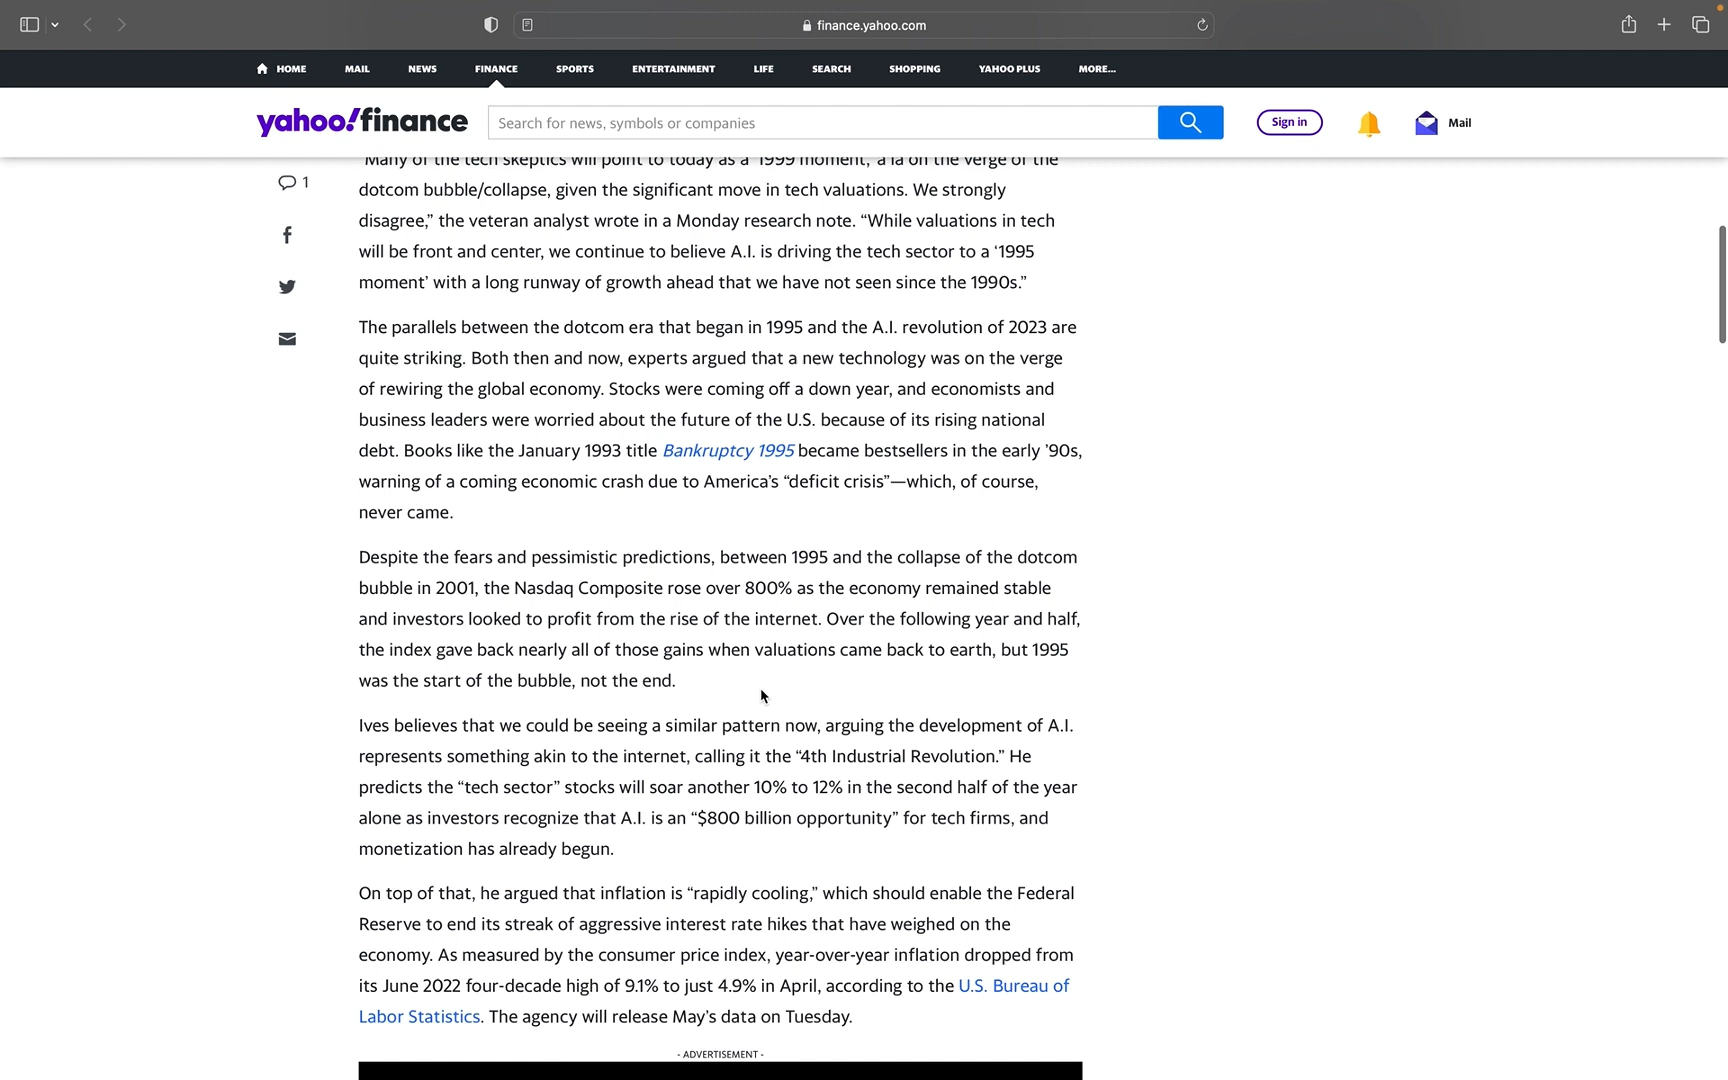 finance.yahoo.com
HOME MAIL NEWS FINANCE SPORTS ENTERTAINMENT LIFE SEARCH SHOPPING YAHOO PLUS MORE...
yahoo!finance
Search for news, symbols or companies
Sign in
Mail
1
"Many of the tech skeptics will point to today as a '1999 moment,' a la on the verge of the
dotcom bubble/collapse, given the significant move in tech valuations. We strongly
disagree,” the veteran analyst wrote in a Monday research note. “While valuations in tech
will be front and center, we continue to believe A.I. is driving the tech sector to a ‘1995
moment’ with a long runway of growth ahead that we have not seen since the 1990s.”
The parallels between the dotcom era that began in 1995 and the A.I. revolution of 2023 are
quite striking. Both then and now, experts argued that a new technology was on the verge
of rewiring the global economy. Stocks were coming off a down year, and economists and
business leaders were worried about the future of the U.S. because of its rising national
debt. Books like the January 1993 title Bankruptcy 1995 became bestsellers in the early ’90s,
warning of a coming economic crash due to America’s “deficit crisis”—which, of course,
never came.
Despite the fears and pessimistic predictions, between 1995 and the collapse of the dotcom
bubble in 2001, the Nasdaq Composite rose over 800% as the economy remained stable
and investors looked to profit from the rise of the internet. Over the following year and half,
the index gave back nearly all of those gains when valuations came back to earth, but 1995
was the start of the bubble, not the end.
Ives believes that we could be seeing a similar pattern now, arguing the development of A.I.
represents something akin to the internet, calling it the “4th Industrial Revolution.” He
predicts the “tech sector” stocks will soar another 10% to 12% in the second half of the year
alone as investors recognize that A.I. is an “$800 billion opportunity” for tech firms, and
monetization has already begun.
On top of that, he argued that inflation is “rapidly cooling,” which should enable the Federal
Reserve to end its streak of aggressive interest rate hikes that have weighed on the
economy. As measured by the consumer price index, year-over-year inflation dropped from
its June 2022 four-decade high of 9.1% to just 4.9% in April, according to the U.S. Bureau of
Labor Statistics. The agency will release May’s data on Tuesday.
- ADVERTISEMENT -